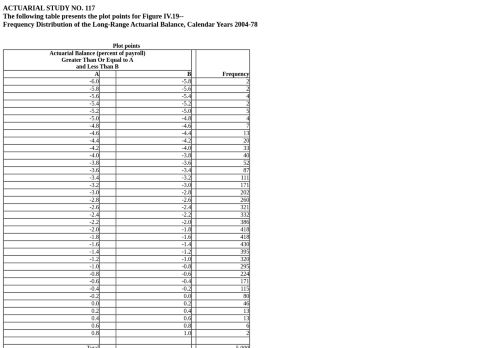 ACTUARIAL STUDY NO. 117
The following table presents the plot points for Figure IV.19--
Frequency Distribution of the Long-Range Actuarial Balance, Calendar Years 2004-78
Plot points
Actuarial Balance (percent of payroll)
Greater Than Or Equal to A
and Less Than B
A B Frequency
-6.0 -5.8 2
-5.8 -5.6 2
-5.6 -5.4 4
-5.4 -5.2 2
-5.2 -5.0 5
-5.0 -4.8 4
-4.8 -4.6 7
-4.6 -4.4 13
-4.4 -4.2 20
-4.2 -4.0 33
-4.0 -3.8 40
-3.8 -3.6 52
-3.6 -3.4 87
-3.4 -3.2 111
-3.2 -3.0 171
-3.0 -2.8 202
-2.8 -2.6 260
-2.6 -2.4 321
-2.4 -2.2 332
-2.2 -2.0 386
-2.0 -1.8 418
-1.8 -1.6 418
-1.6 -1.4 430
-1.4 -1.2 395
-1.2 -1.0 320
-1.0 -0.8 295
-0.8 -0.6 224
-0.6 -0.4 171
-0.4 -0.2 115
-0.2 0.0 80
0.0 0.2 46
0.2 0.4 13
0.4 0.6 13
0.6 0.8 6
0.8 1.0 2
Total 5,000